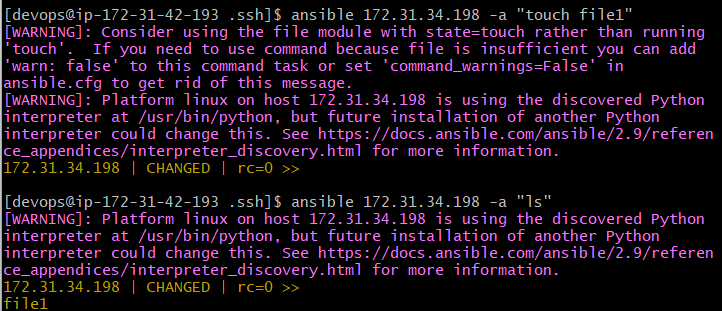 [devops@ip-172-31-42-193 .ssh]$ ansible 172.31.34.198 -a "touch file1"
[WARNING]: Consider using the file module with state=touch rather than running
'touch'.  If you need to use command because file is insufficient you can add
'warn: false' to this command task or set 'command_warnings=False' in
ansible.cfg to get rid of this message.
[WARNING]: Platform linux on host 172.31.34.198 is using the discovered Python
interpreter at /usr/bin/python, but future installation of another Python
interpreter could change this. See https://docs.ansible.com/ansible/2.9/referen
ce_appendices/interpreter_discovery.html for more information.
172.31.34.198 | CHANGED | rc=0 >>
[devops@ip-172-31-42-193 .ssh]$ ansible 172.31.34.198 -a "ls"
[WARNING]: Platform linux on host 172.31.34.198 is using the discovered Python
interpreter at /usr/bin/python, but future installation of another Python
interpreter could change this. See https://docs.ansible.com/ansible/2.9/referen
ce_appendices/interpreter_discovery.html for more information.
172.31.34.198 | CHANGED | rc=0 >>
file1